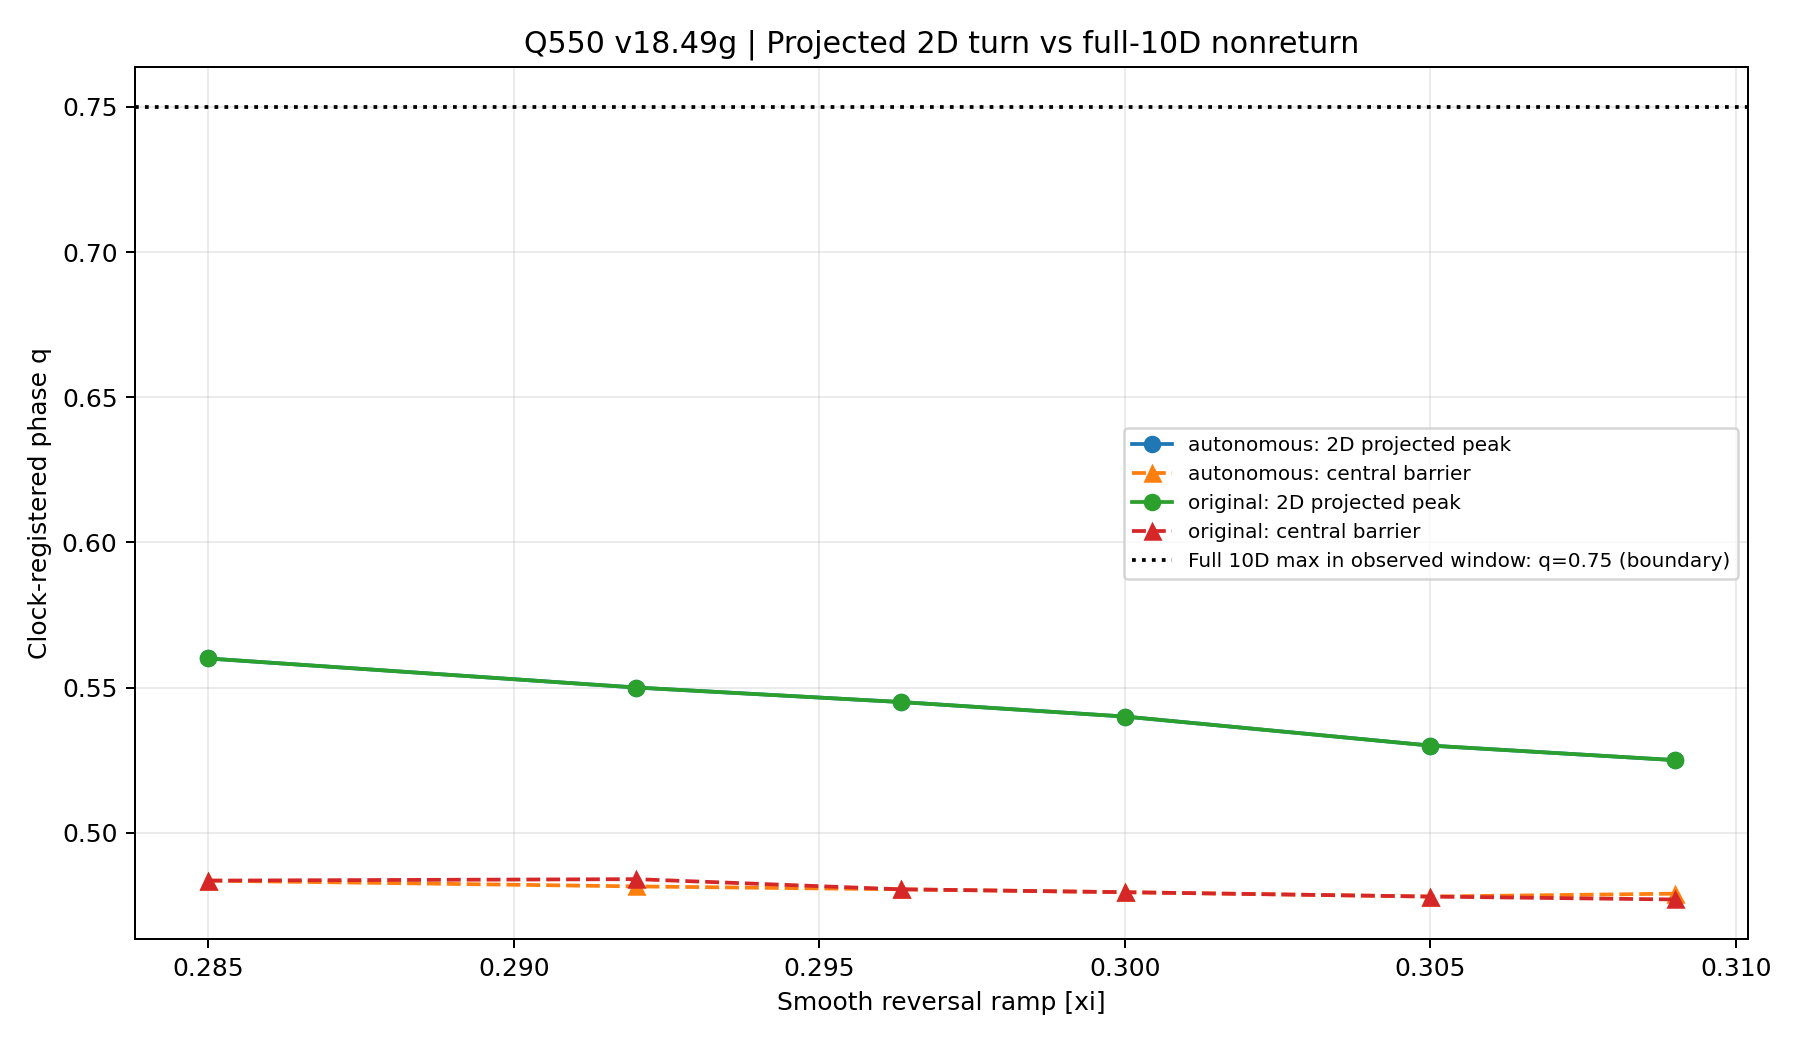 Q550 v18.49g | Projected 2D turn vs full-10D nonreturn
Clock-registered phase q
0.75
0.70
0.65
0.60
0.55
0.50
autonomous: 2D projected peak
autonomous: central barrier
original: 2D projected peak
original: central barrier
Full 10D max in observed window: q=0.75 (boundary)
0.285
0.290
0.295
0.300
0.305
0.310
Smooth reversal ramp [xi]